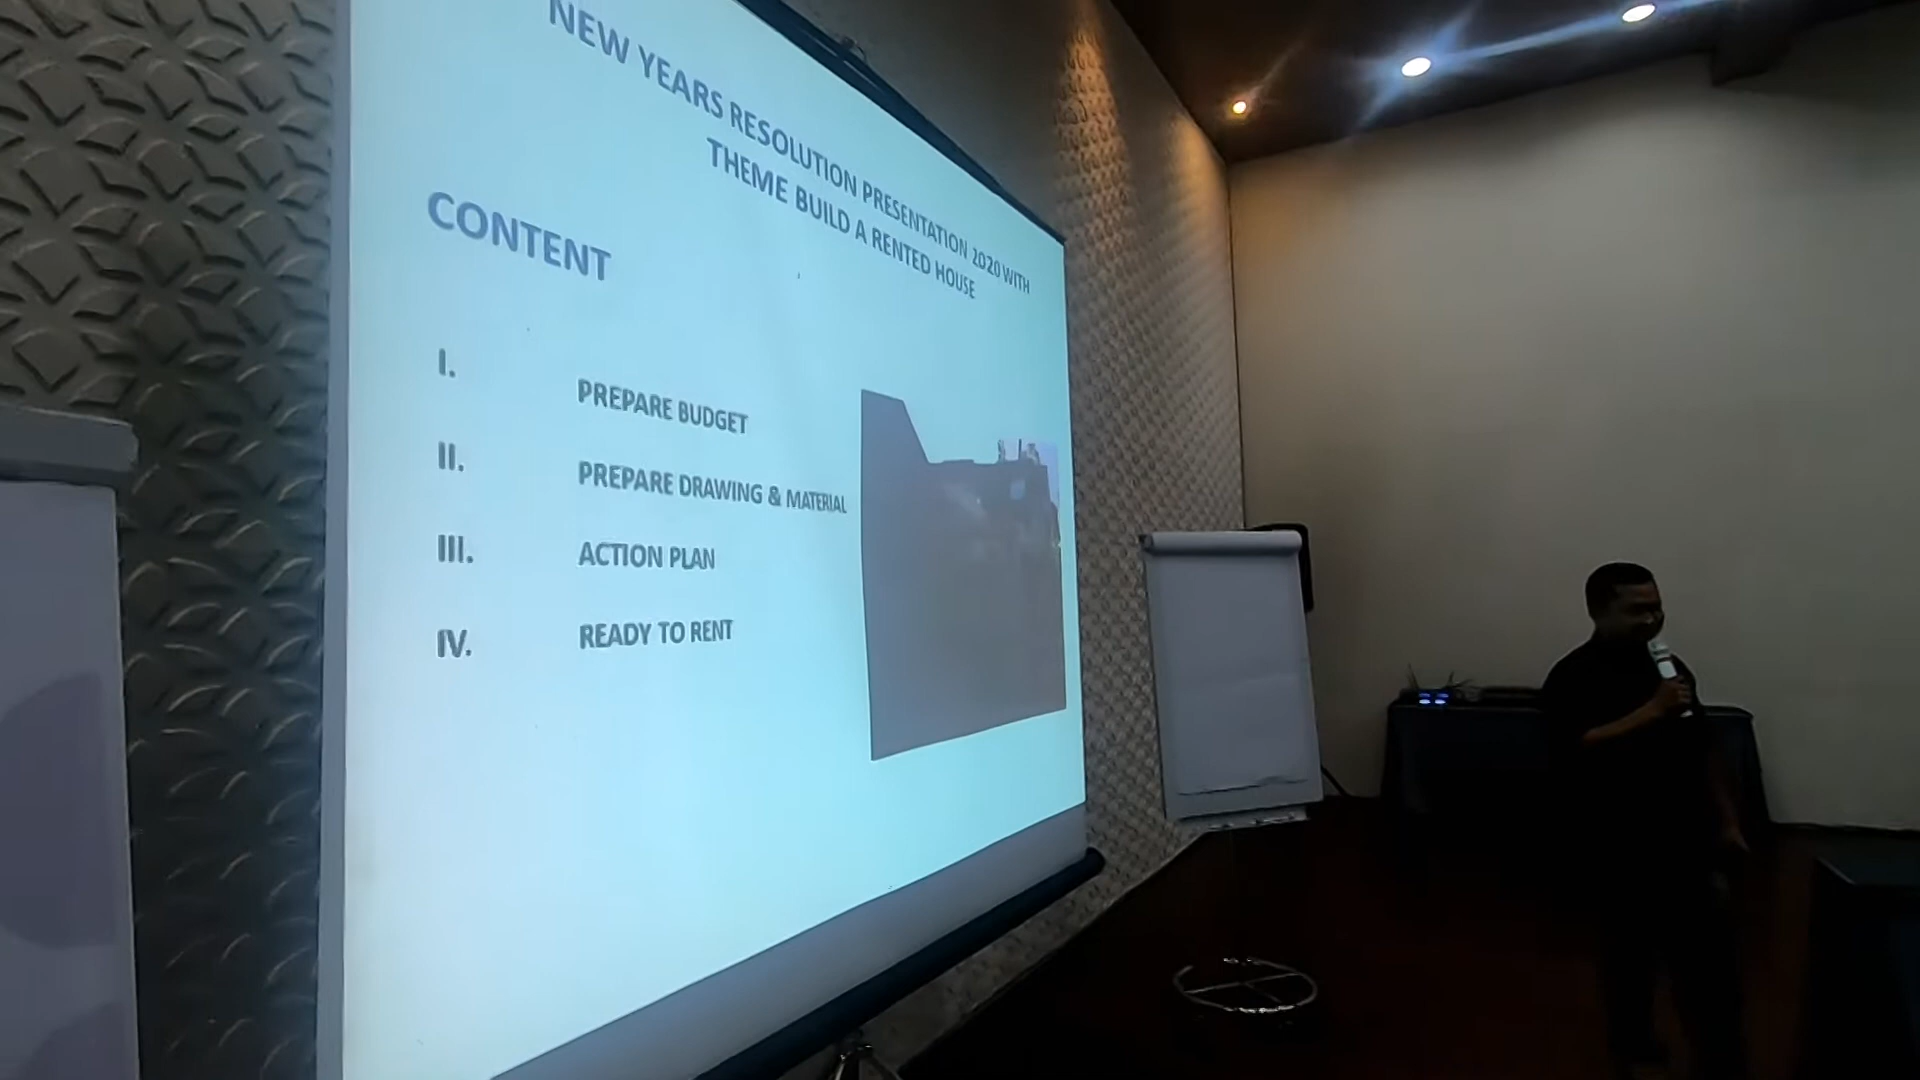 NEW YEARS RESOLUTION PRESENTATION 2020 WITH
THEME BUILD A RENTED HOUSE
CONTENT
I. PREPARE BUDGET
II. PREPARE DRAWING & MATERIAL
III. ACTION PLAN
IV. READY TO RENT